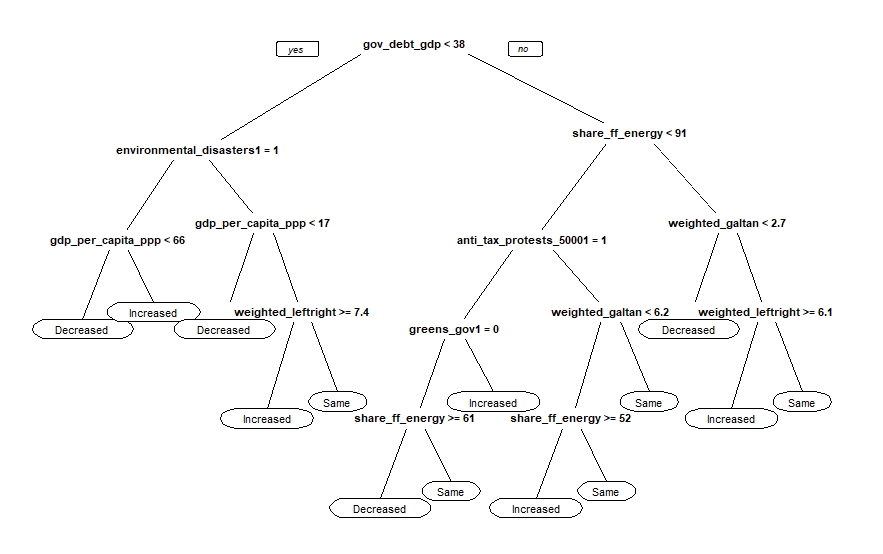 yes
gov_debt_gdp < 38
no
share_ff_energy < 91
environmental_disasters1 = 1
gdp_per_capita_ppp < 17
weighted_galtan < 2.7
gdp_per_capita_ppp < 66
anti_tax_protests_50001 = 1
Increased
weighted_leftright >= 7.4
weighted_galtan < 6.2
weighted_leftright >= 6.1
Decreased
Decreased
greens_gov1 = 0
Decreased
Same
Increased
Same
Same
Increased
share_ff_energy >= 61
share_ff_energy >= 52
Increased
Same
Same
Decreased
Increased